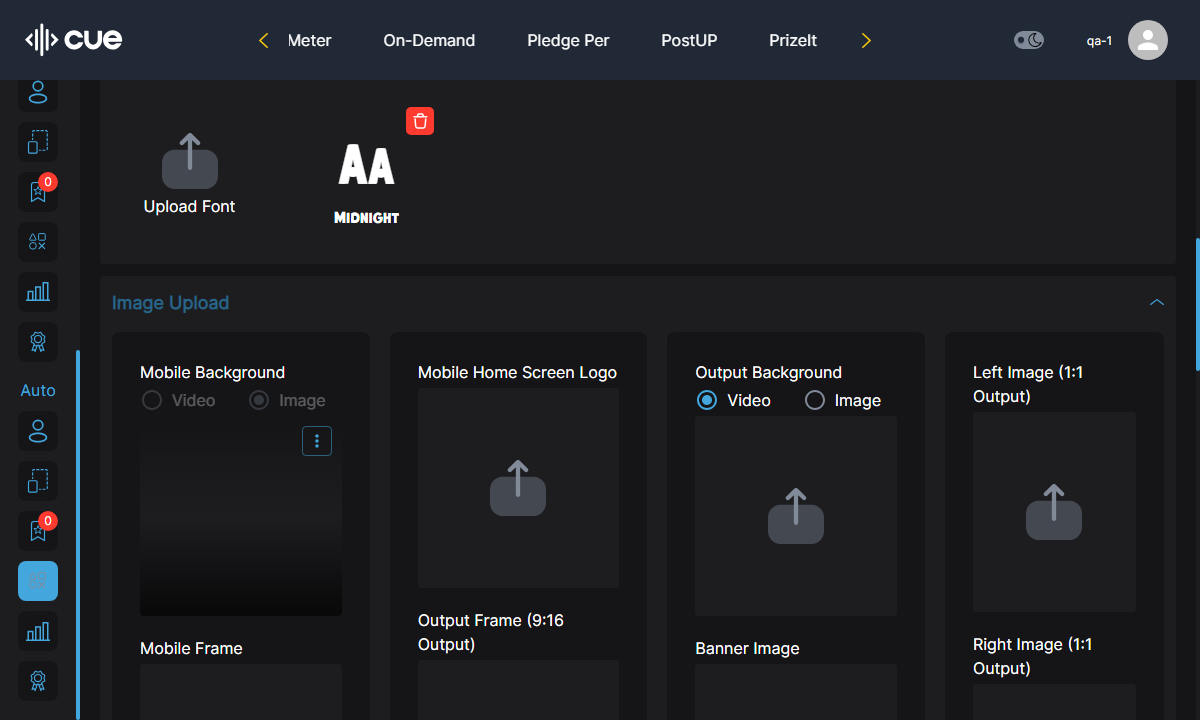 cue
Meter
On-Demand
Pledge Per
PostUP
PrizeIt
qa-1
0
Auto
0
Upload Font
AA
MIDNIGHT
Image Upload
Mobile Background
Video
Image
Mobile Frame
Mobile Home Screen Logo
Output Frame (9:16
Output)
Output Background
Video
Image
Banner Image
Left Image (1:1
Output)
Right Image (1:1
Output)